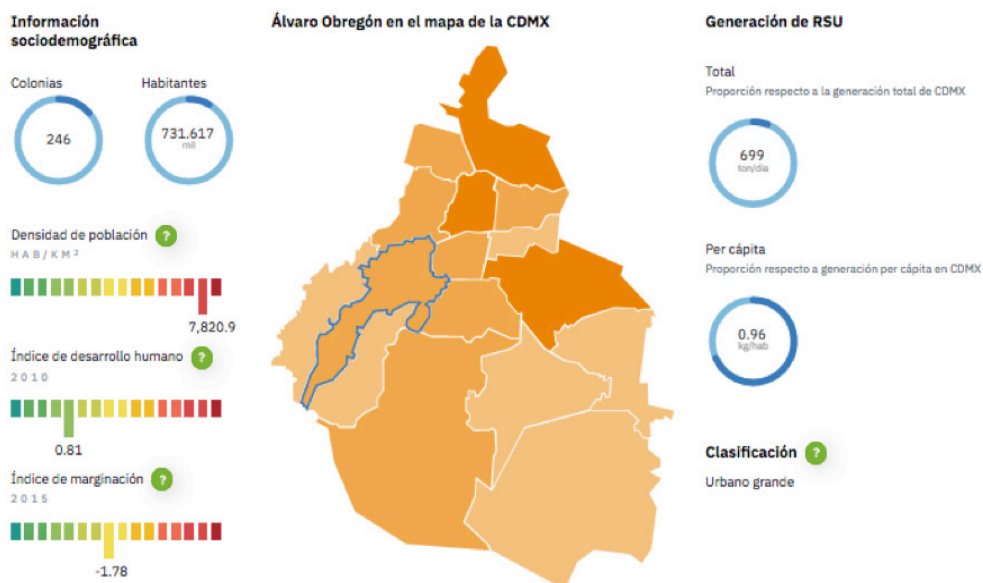 Información
sociodemográfica
Colonias
Habitantes
246
731.617
mil
Densidad de población ?
HAB/KM²
7,820.9
Índice de desarrollo humano ?
2010
0.81
Índice de marginación ?
2015
-1.78
Álvaro Obregón en el mapa de la CDMX
Generación de RSU
Total
Proporción respecto a la generación total de CDMX
699
ton/día
Per cápita
Proporción respecto a generación per cápita en CDMX
0.96
kg/hab
Clasificación ?
Urbano grande